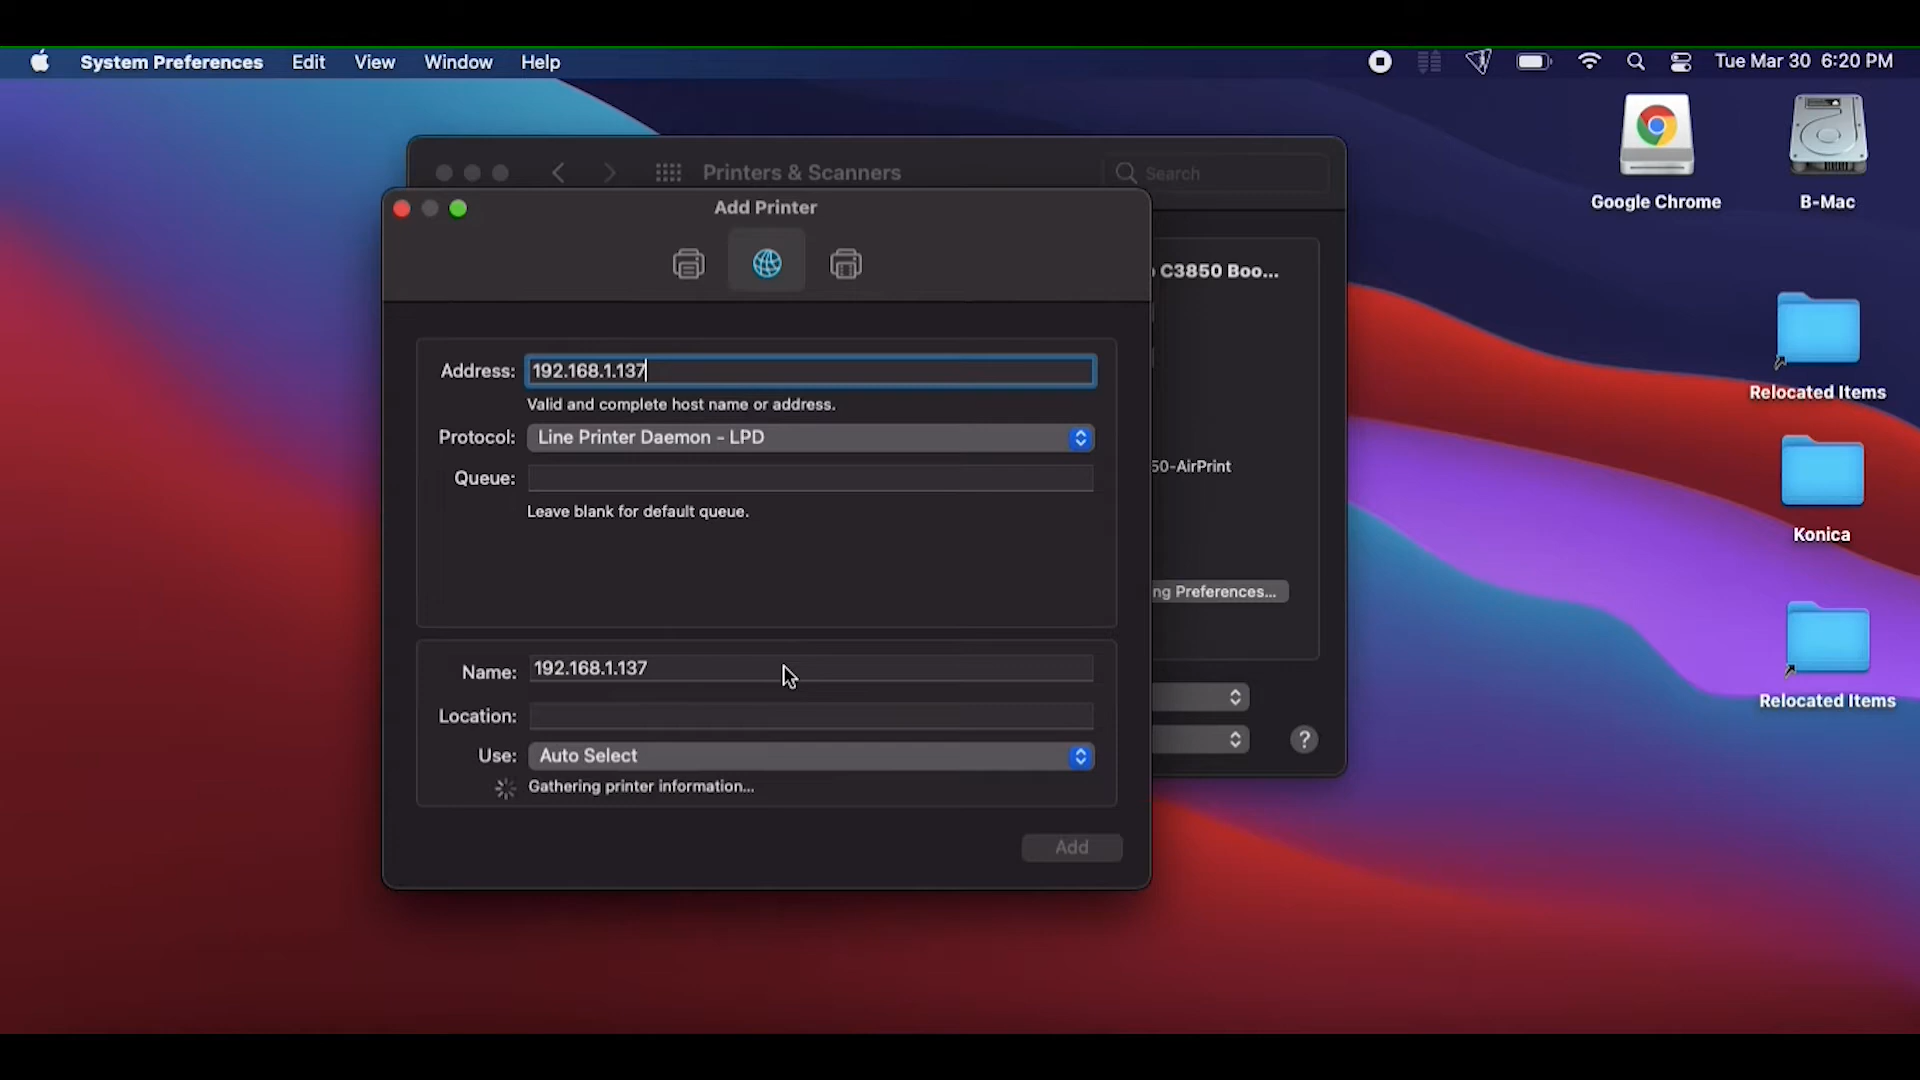 System Preferences Edit View Window Help Tue Mar 30 6:20 PM
Printers & Scanners Search
Add Printer
Google Chrome B-Mac
C3850 Boo...
Address: 192.168.1.137
Valid and complete host name or address.
Relocated Items
Protocol: Line Printer Daemon - LPD
50-AirPrint
Queue:
Leave blank for default queue.
Konica
ng Preferences...
Name: 192.168.1.137
Relocated Items
Location:
Use: Auto Select
?
Gathering printer information...
Add